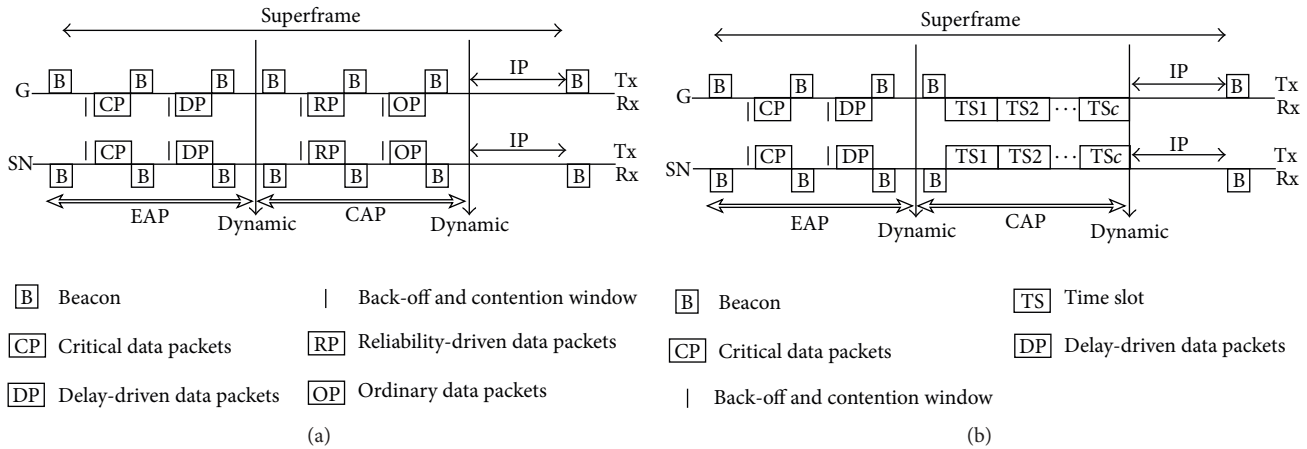 Superframe
B B B B B B IP B Tx
G
CP DP RP OP Rx
CP DP RP OP IP Tx
SN
B B B B B B B Rx
EAP Dynamic CAP Dynamic
B Beacon
| Back-off and contention window
CP Critical data packets
RP Reliability-driven data packets
DP Delay-driven data packets
OP Ordinary data packets
(a)
Superframe
B B B B IP B Tx
G
CP DP TS1 TS2 ··· TSc Rx
CP DP TS1 TS2 ··· TSc IP Tx
SN
B B B B B Rx
EAP Dynamic CAP Dynamic
B Beacon
TS Time slot
CP Critical data packets
DP Delay-driven data packets
| Back-off and contention window
(b)